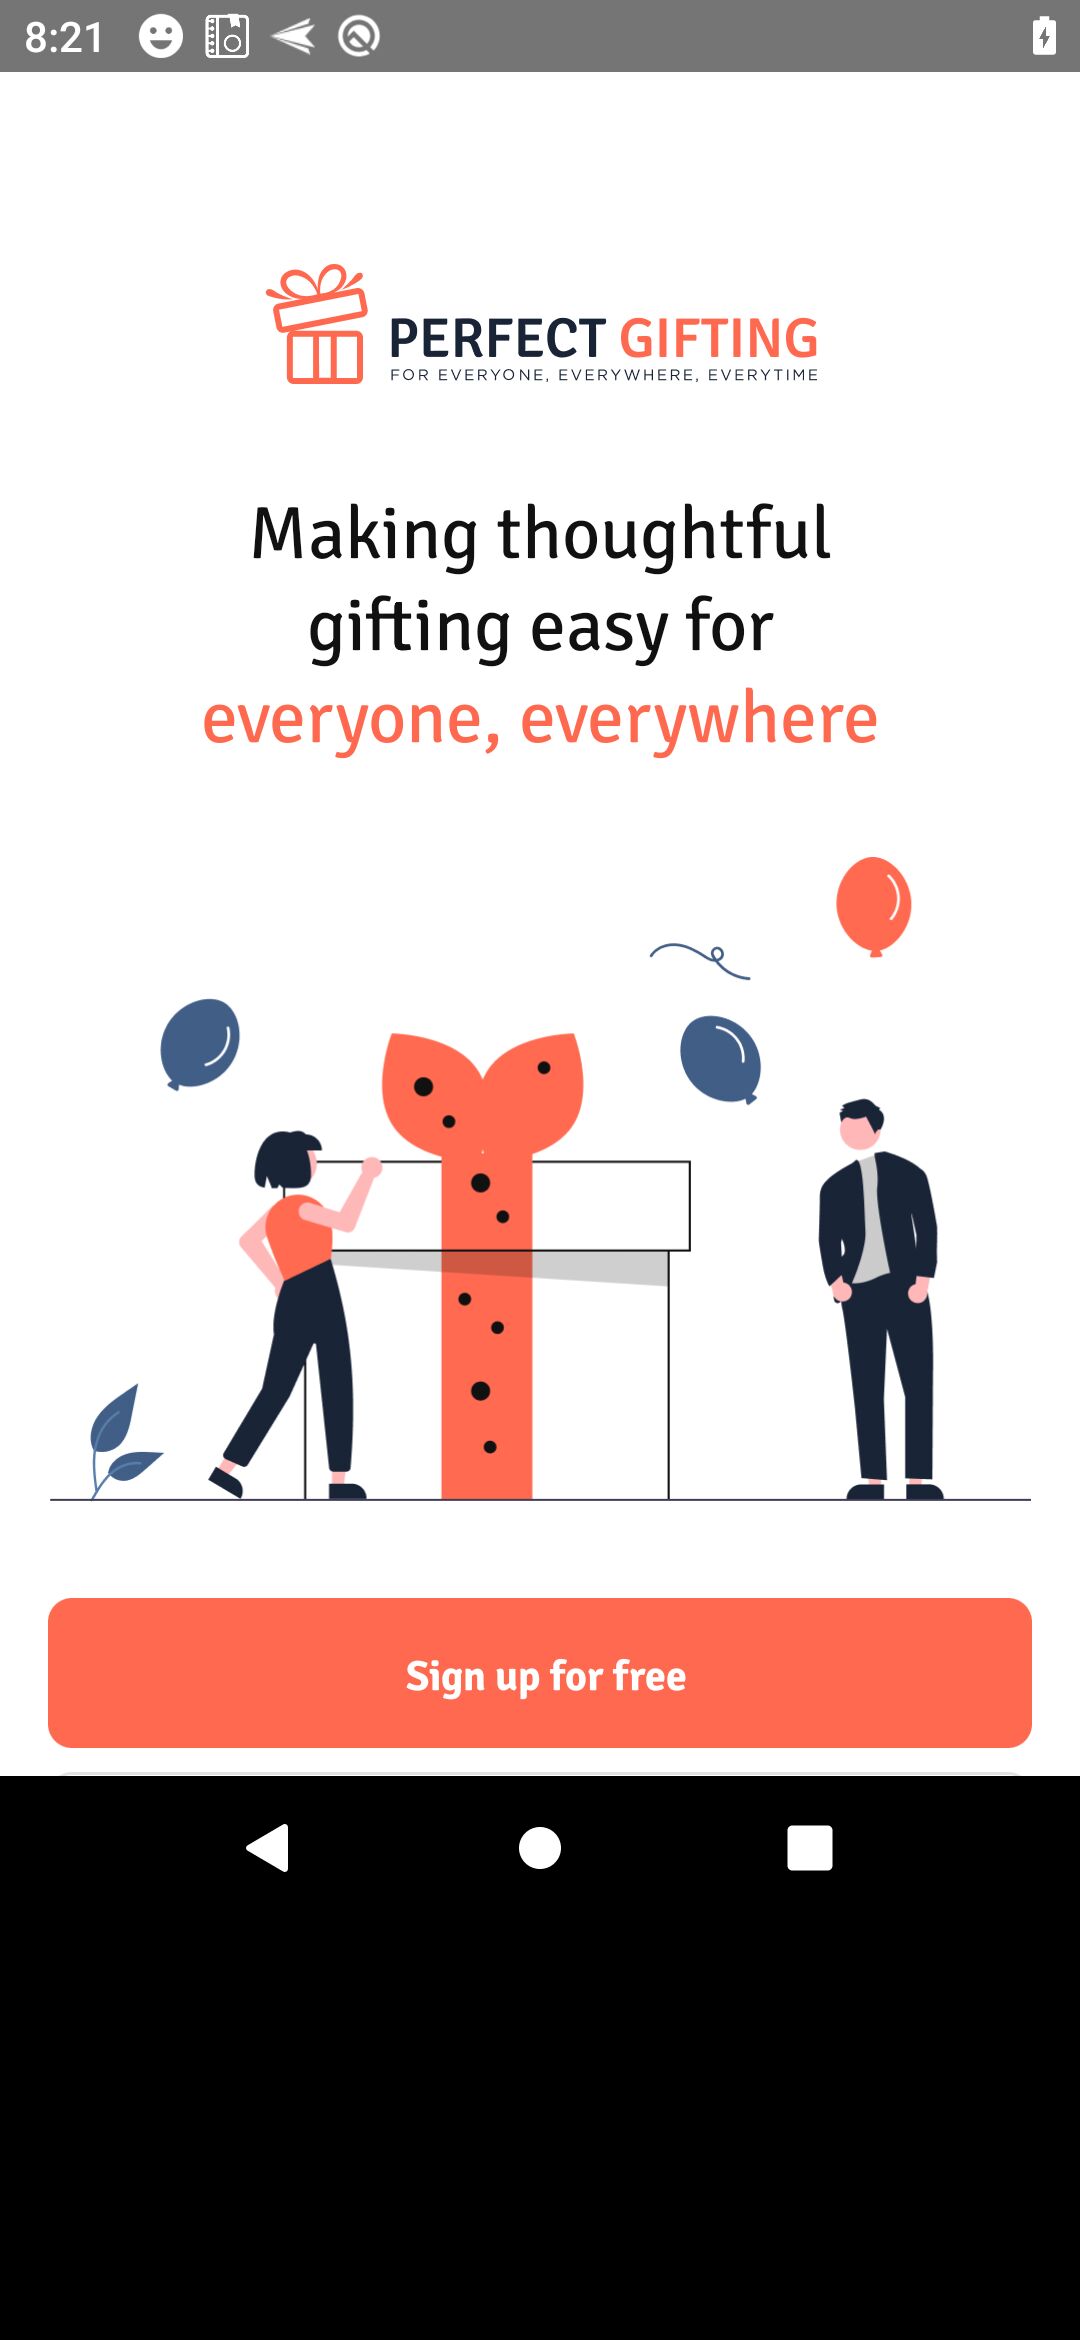 8:21
PERFECT GIFTING
FOR EVERYONE, EVERYWHERE, EVERYTIME
Making thoughtful
gifting easy for
everyone, everywhere
Sign up for free